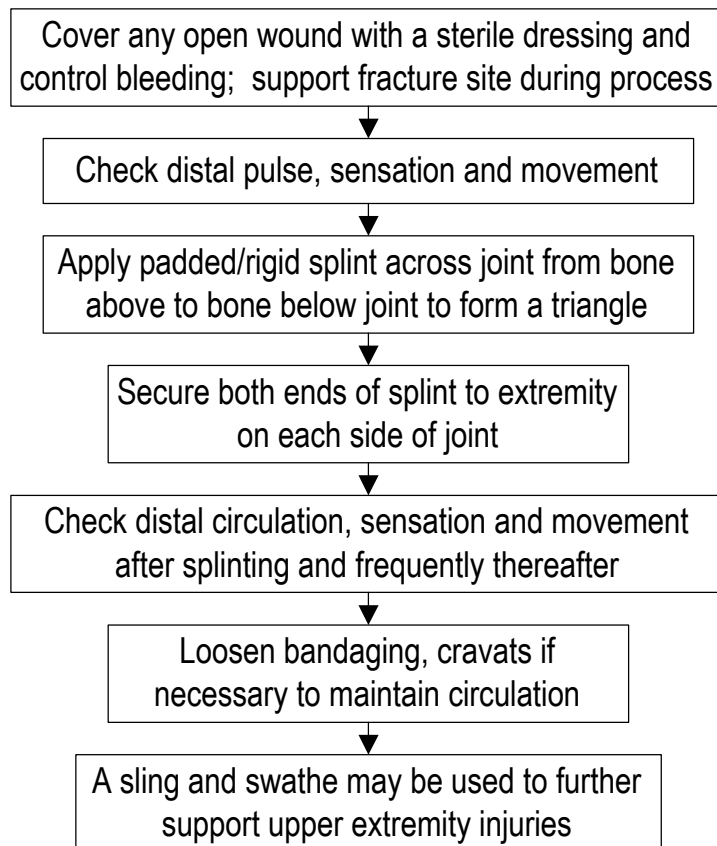 Cover any open wound with a sterile dressing and
control bleeding;  support fracture site during process
Check distal pulse, sensation and movement
Apply padded/rigid splint across joint from bone
above to bone below joint to form a triangle
Secure both ends of splint to extremity
on each side of joint
Check distal circulation, sensation and movement
after splinting and frequently thereafter
Loosen bandaging, cravats if
necessary to maintain circulation
A sling and swathe may be used to further
support upper extremity injuries